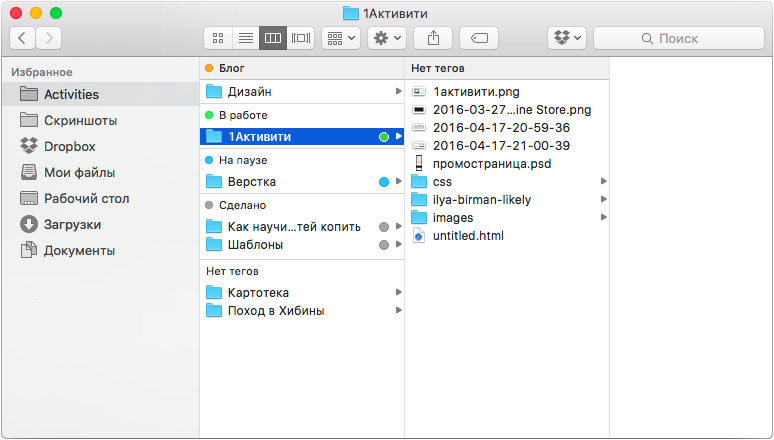 1Активити
Поиск
Избранное
Activities
Скриншоты
Dropbox
Мои файлы
Рабочий стол
Загрузки
Документы
Блог
Дизайн
В работе
1Активити
На паузе
Верстка
Сделано
Как научи...тей копить
Шаблоны
Нет тегов
Картотека
Поход в Хибины
Нет тегов
1активити.png
2016-03-27...ine Store.png
2016-04-17-20-59-36
2016-04-17-21-00-39
промостраница.psd
css
ilya-birman-likely
images
untitled.html